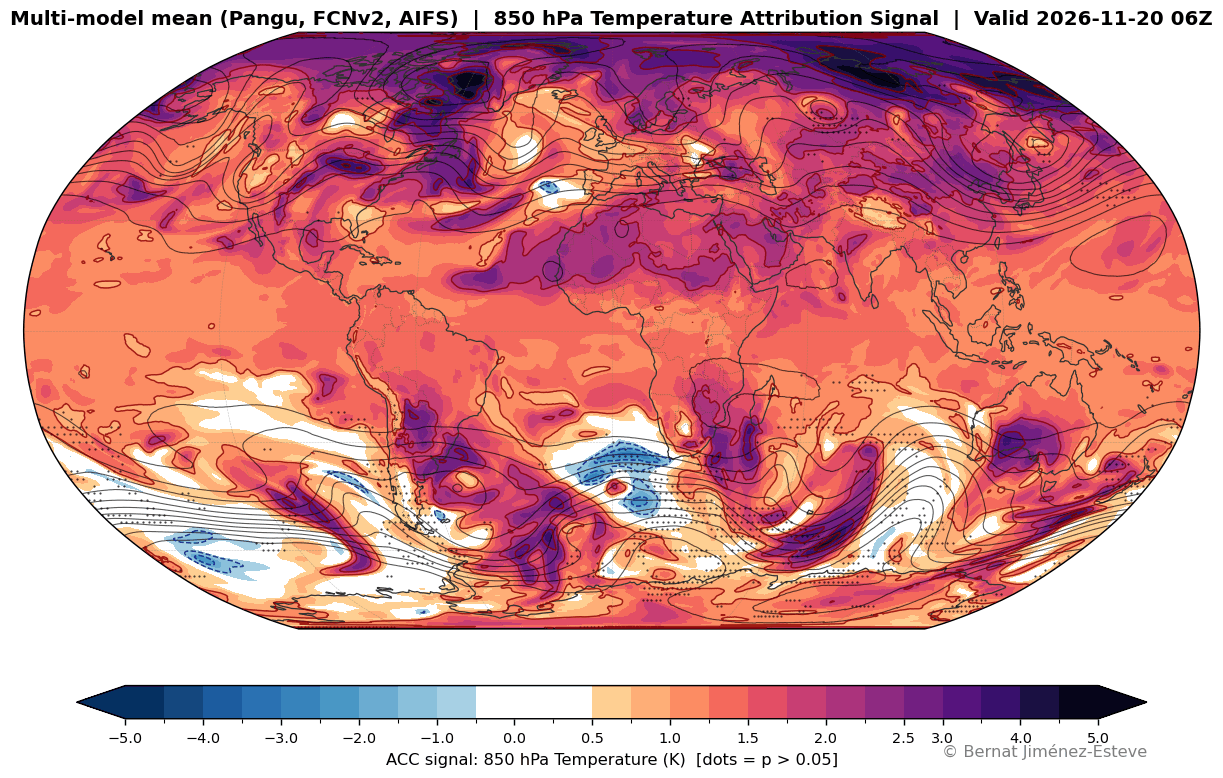 Multi-model mean (Pangu, FCNv2, AIFS)  |  850 hPa Temperature Attribution Signal  |  Valid 2026-11-20 06Z
−5.0 −4.0 −3.0 −2.0 −1.0 0.0 0.5 1.0 1.5 2.0 2.5 3.0 4.0 5.0
© Bernat Jiménez-Esteve
ACC signal: 850 hPa Temperature (K)  [dots = p > 0.05]